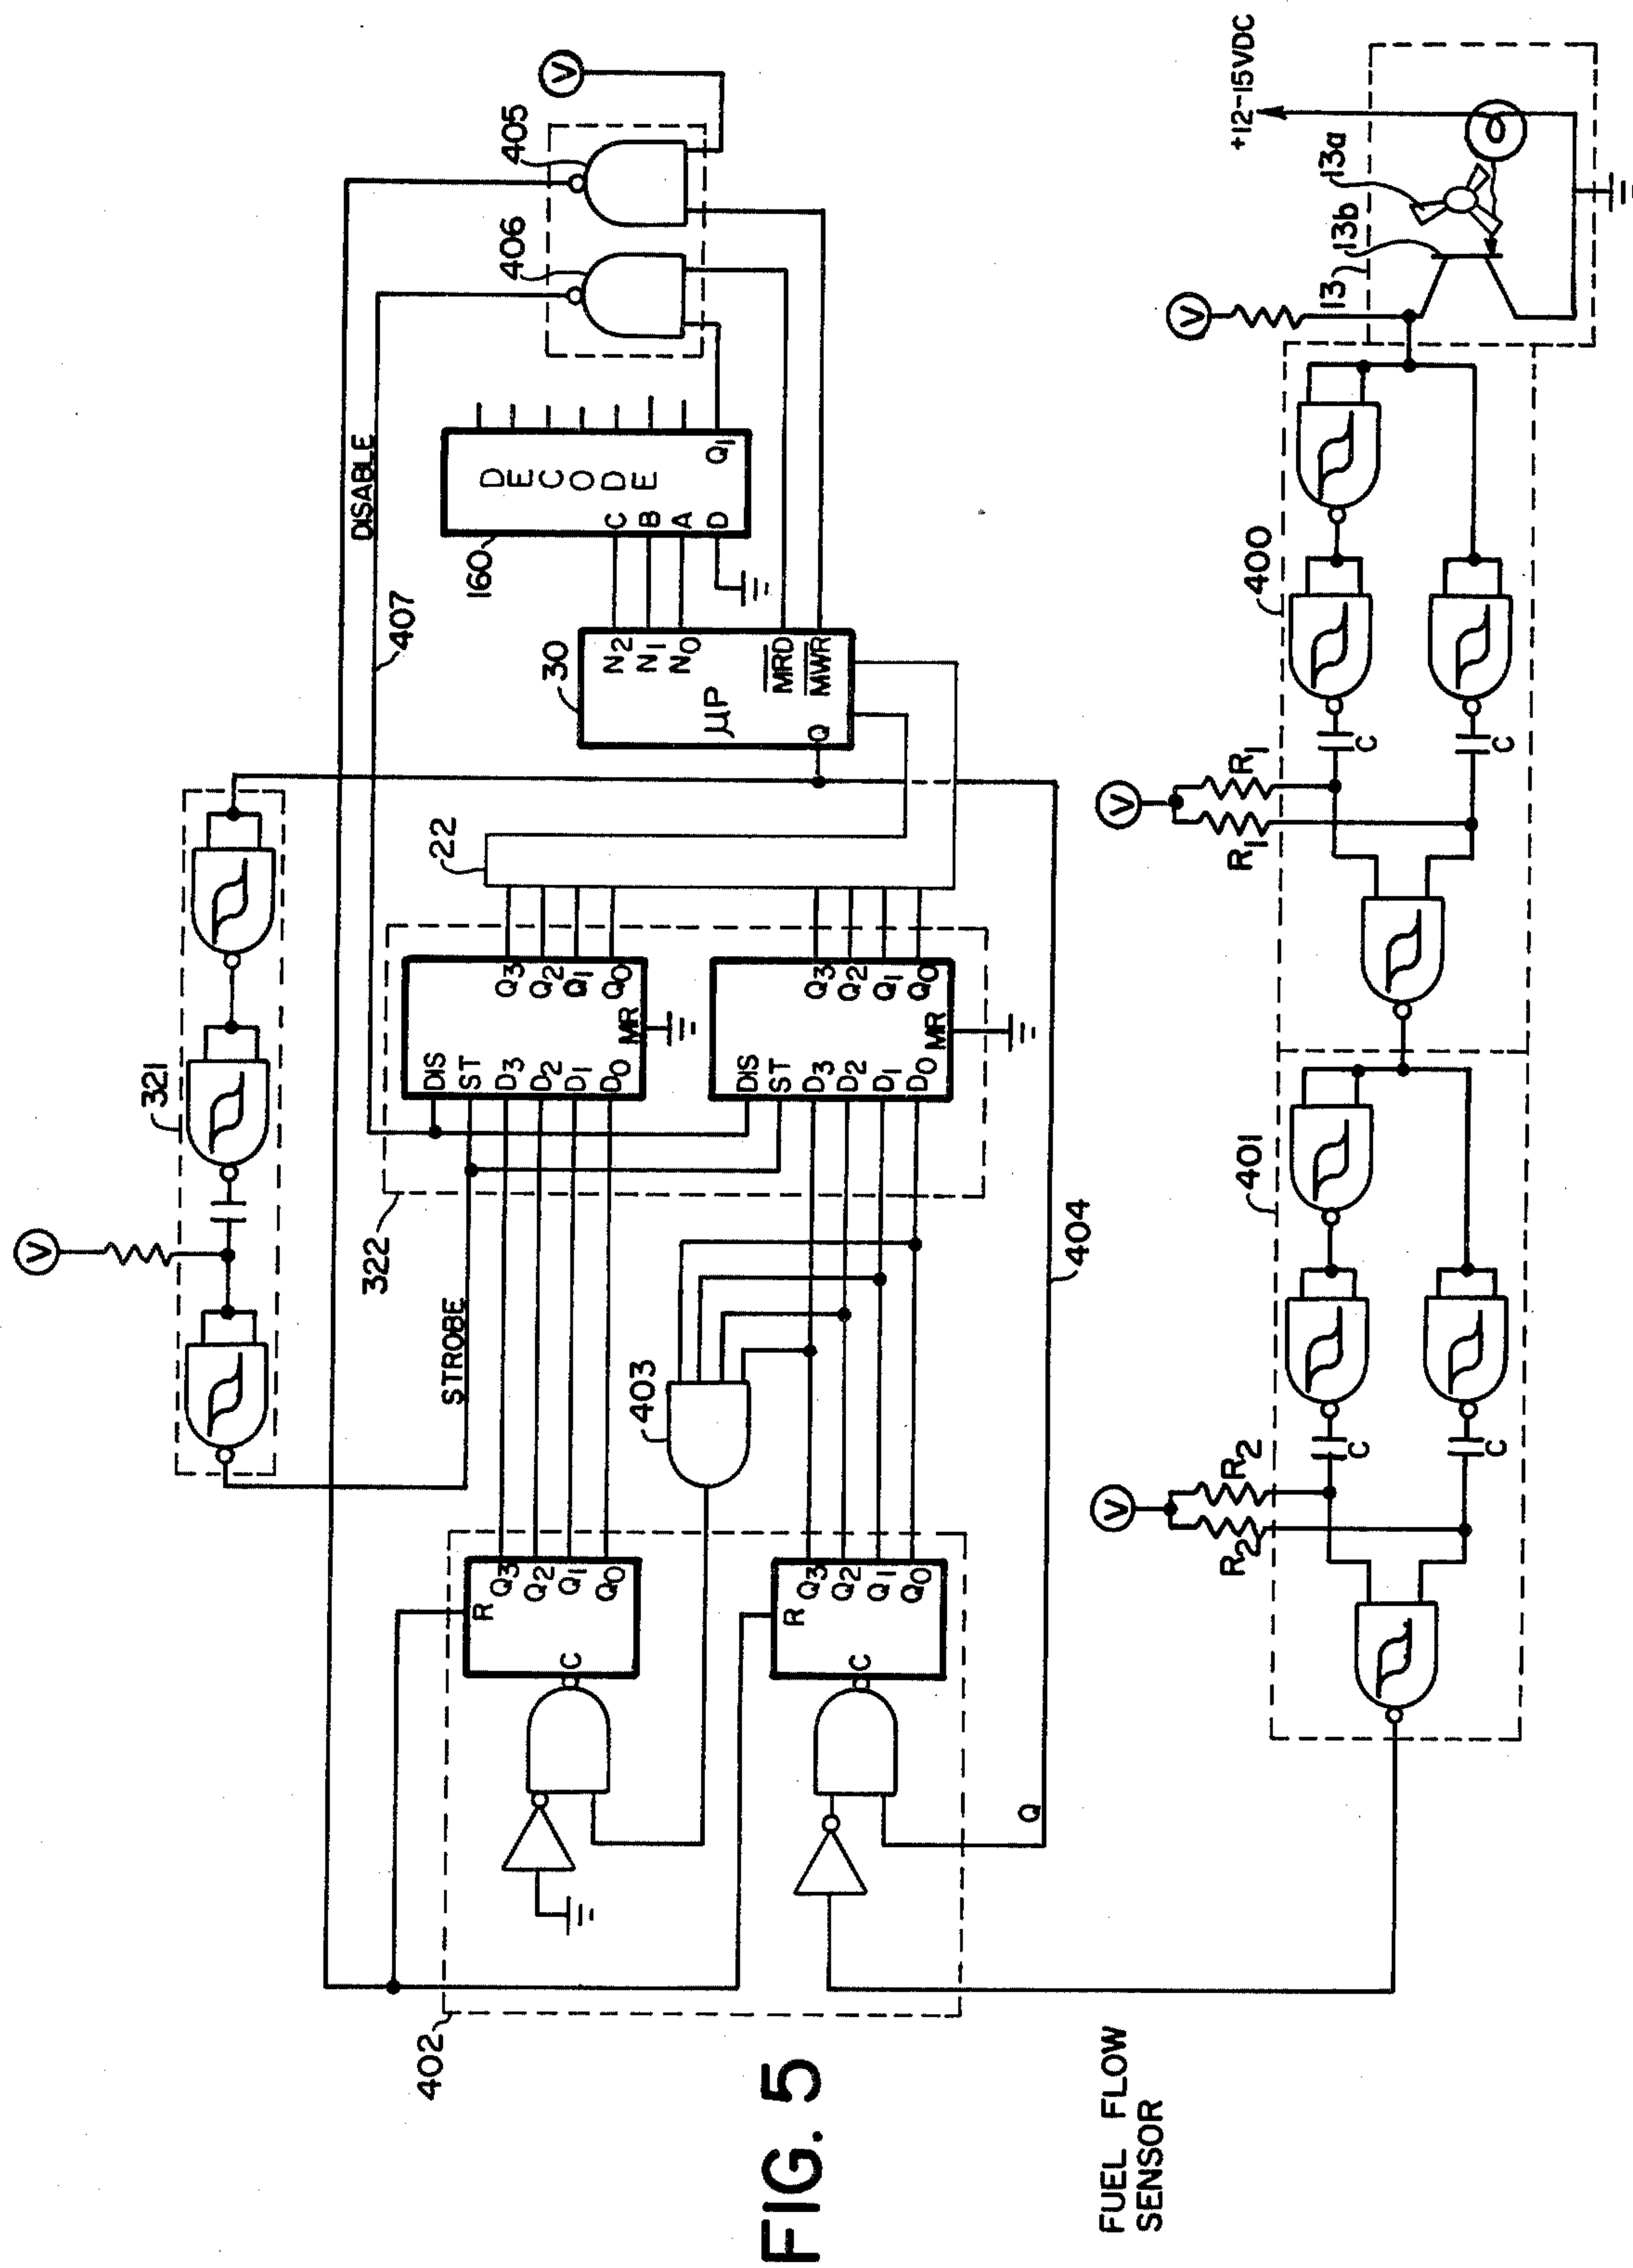 FIG. 5
FUEL FLOW
SENSOR
V
321
STROBE
DISABLE
407
322
402
R
Q3
Q2
Q1
Q0
C
R
Q3
Q2
Q1
Q0
C
403
DIS
ST
D3
D2
D1
D0
Q3
Q2
Q1
Q0
MR
DIS
ST
D3
D2
D1
D0
Q3
Q2
Q1
Q0
MR
22
404
Q
30
μP
N2
N1
N0
MRD
MWR
Q
160
DECODE
C
B
A
D
Q1
406
405
V
401
V
R2
R2
C
C
400
V
R1
R1
C
C
V
13
13b
13a
+12-15VDC